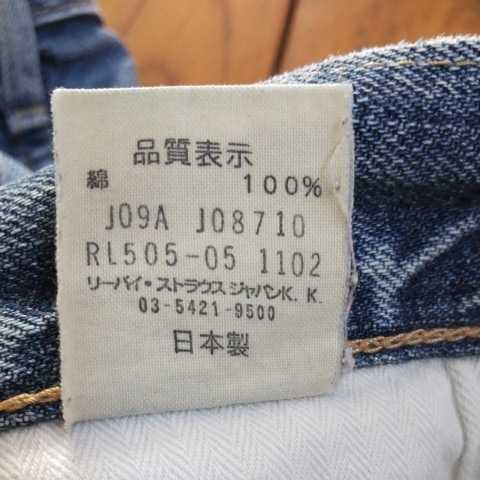 品質表示
綿 100%
J09A J08710
RL505-05 1102
リーバイ・ストラウスジャパンK. K.
03-5421-9500
日本製